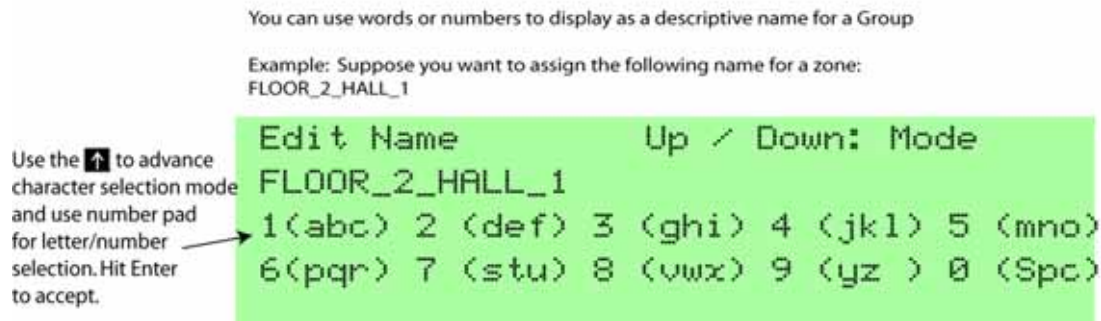 You can use words or numbers to display as a descriptive name for a Group
Example: Suppose you want to assign the following name for a zone:
FLOOR_2_HALL_1
Use the ↑ to advance
character selection mode
and use number pad
for letter/number
selection. Hit Enter
to accept.
Edit Name Up / Down: Mode
FLOOR_2_HALL_1
1(abc) 2 (def) 3 (ghi) 4 (jkl) 5 (mno)
6(pqr) 7 (stu) 8 (vwx) 9 (yz ) 0 (Spc)